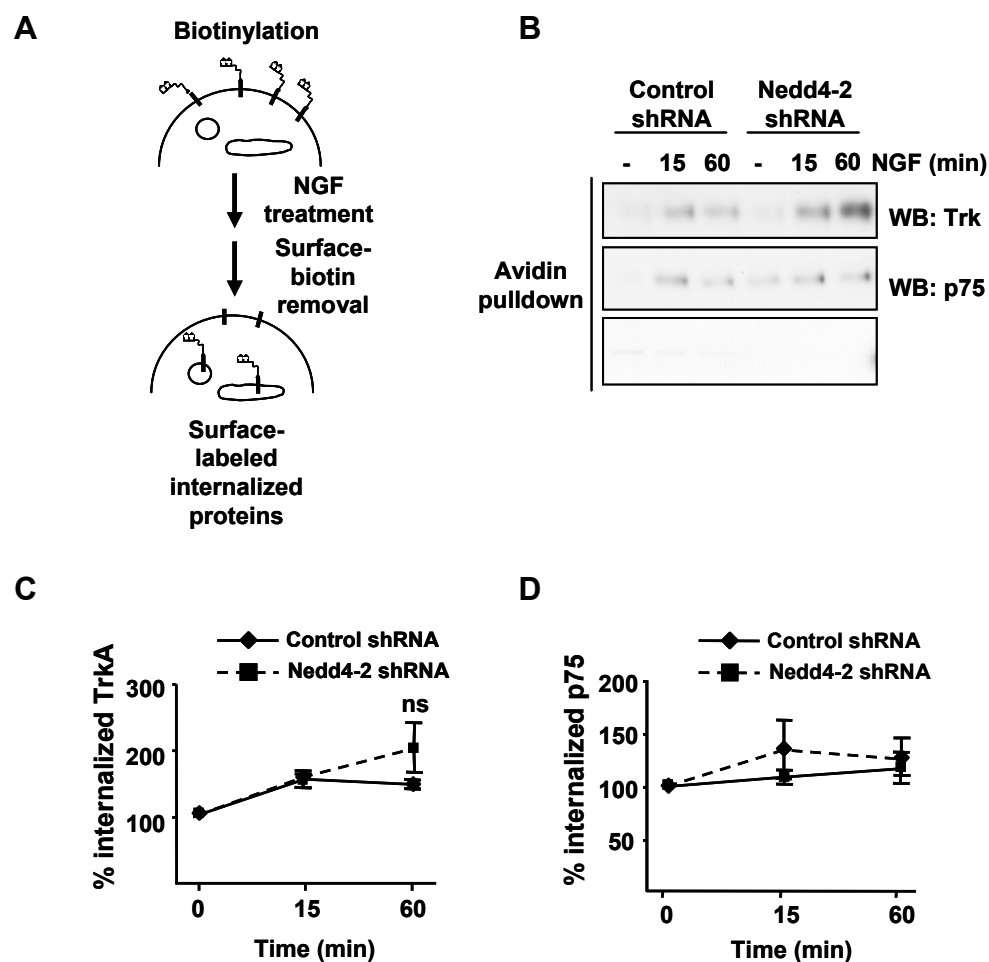 A
Biotinylation
NGF
treatment
Surface-
biotin
removal
Surface-
labeled
internalized
proteins
B
Control
shRNA
Nedd4-2
shRNA
- 15 60 - 15 60 NGF (min)
Avidin
pulldown
WB: Trk
WB: p75
C
Control shRNA
Nedd4-2 shRNA
% internalized TrkA
300
200
100
ns
0 15 60
Time (min)
D
Control shRNA
Nedd4-2 shRNA
% internalized p75
200
150
100
50
0 15 60
Time (min)